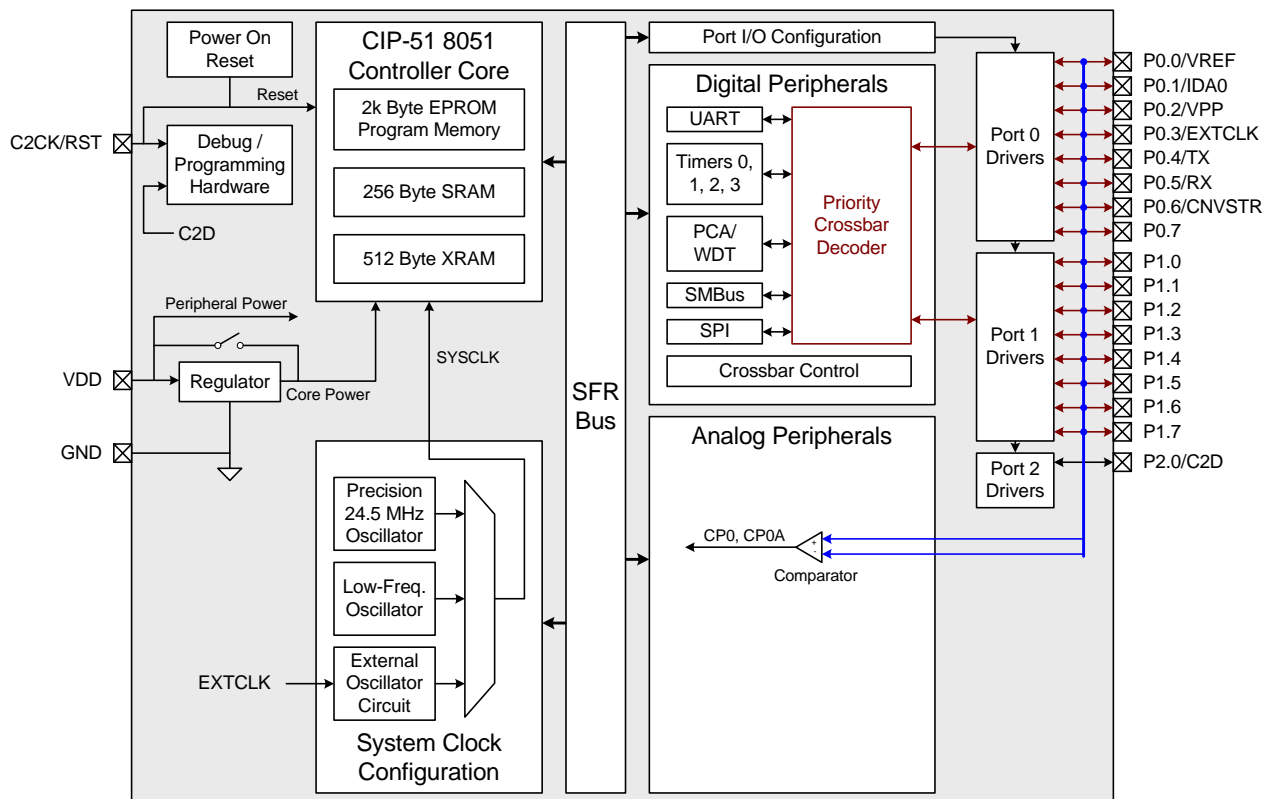 Power On
Reset
Reset
C2CK/RST
Debug /
Programming
Hardware
C2D
CIP-51 8051
Controller Core
2k Byte EPROM
Program Memory
256 Byte SRAM
512 Byte XRAM
Peripheral Power
VDD
Regulator
Core Power
GND
SYSCLK
Precision
24.5 MHz
Oscillator
Low-Freq.
Oscillator
EXTCLK
External
Oscillator
Circuit
System Clock
Configuration
SFR
Bus
Port I/O Configuration
Digital Peripherals
UART
Timers 0,
1, 2, 3
PCA/
WDT
SMBus
SPI
Priority
Crossbar
Decoder
Crossbar Control
Analog Peripherals
CP0, CP0A
+
-
Comparator
Port 0
Drivers
Port 1
Drivers
Port 2
Drivers
P0.0/VREF
P0.1/IDA0
P0.2/VPP
P0.3/EXTCLK
P0.4/TX
P0.5/RX
P0.6/CNVSTR
P0.7
P1.0
P1.1
P1.2
P1.3
P1.4
P1.5
P1.6
P1.7
P2.0/C2D